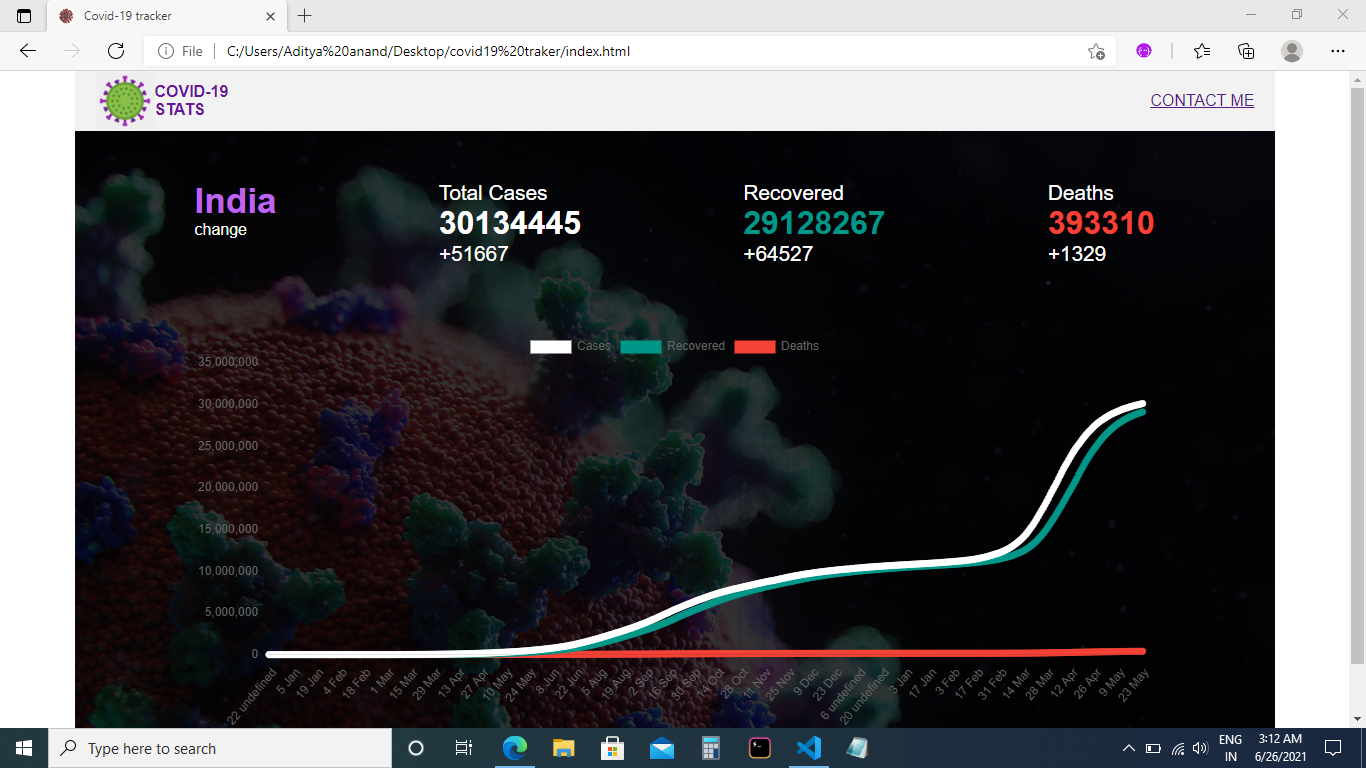 Covid-19 tracker
File
C:/Users/Aditya%20anand/Desktop/covid19%20traker/index.html
COVID-19
STATS
CONTACT ME
India
change
Total Cases
30134445
+51667
Recovered
29128267
+64527
Deaths
393310
+1329
Cases Recovered Deaths
35,000,000
30,000,000
25,000,000
20,000,000
15,000,000
10,000,000
5,000,000
0
22 undefined
5 Jan
19 Jan
4 Feb
18 Feb
1 Mar
15 Mar
29 Mar
13 Apr
27 Apr
10 May
24 May
8 Jun
22 Jun
5 Aug
19 Aug
2 Sep
16 Sep
30 Sep
14 Oct
28 Oct
11 Nov
25 Nov
9 Dec
23 Dec
6 undefined
20 undefined
3 Jan
17 Jan
3 Feb
17 Feb
31 Feb
14 Mar
28 Mar
12 Apr
26 Apr
9 May
23 May
Type here to search
ENG
IN
3:12 AM
6/26/2021